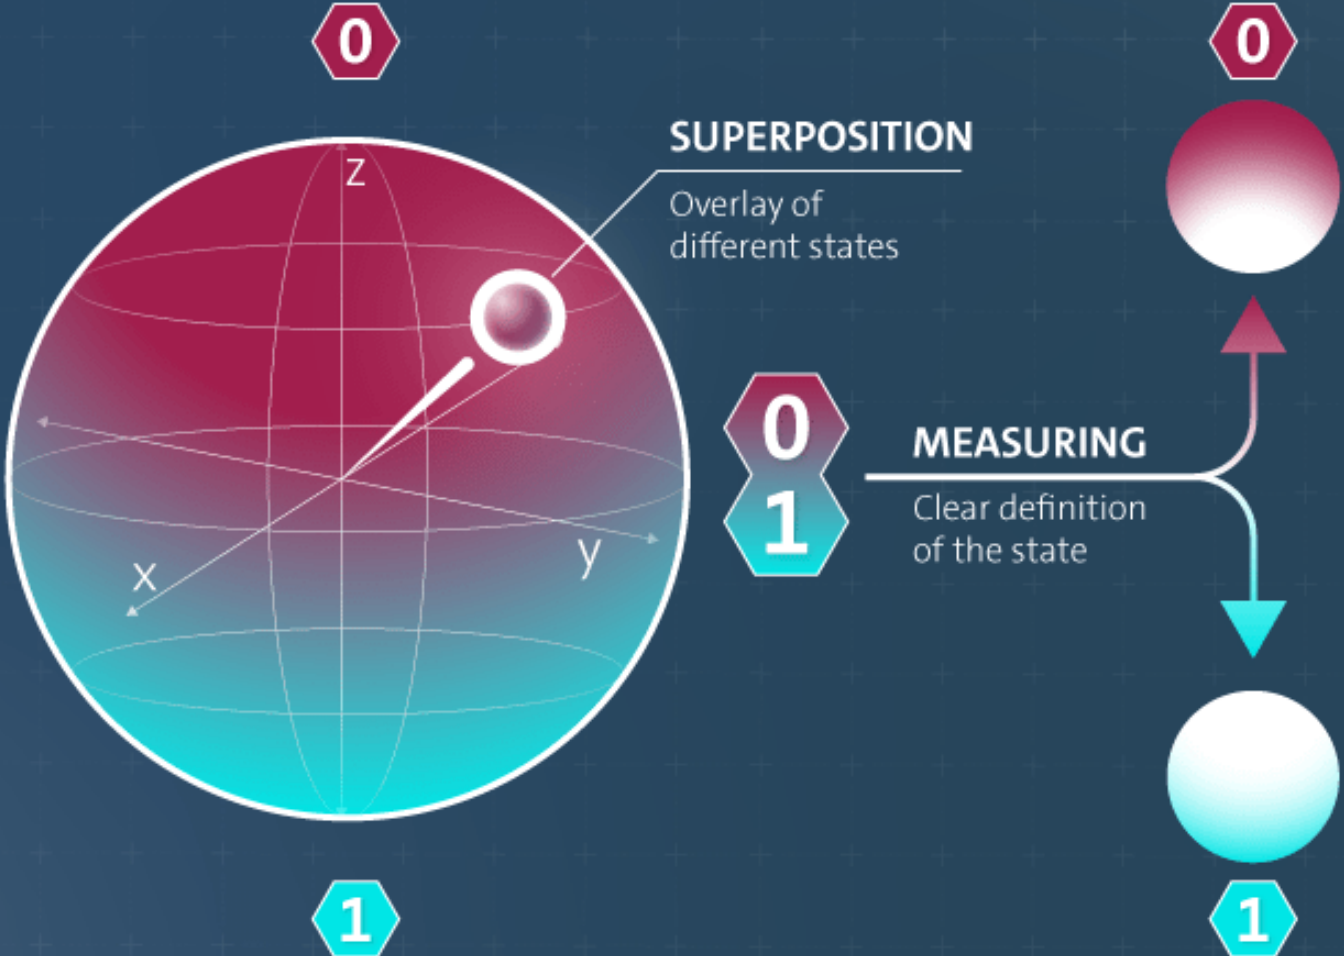 0
0
SUPERPOSITION
z
Overlay of
different states
0
MEASURING
1
Clear definition
of the state
y
x
1
1